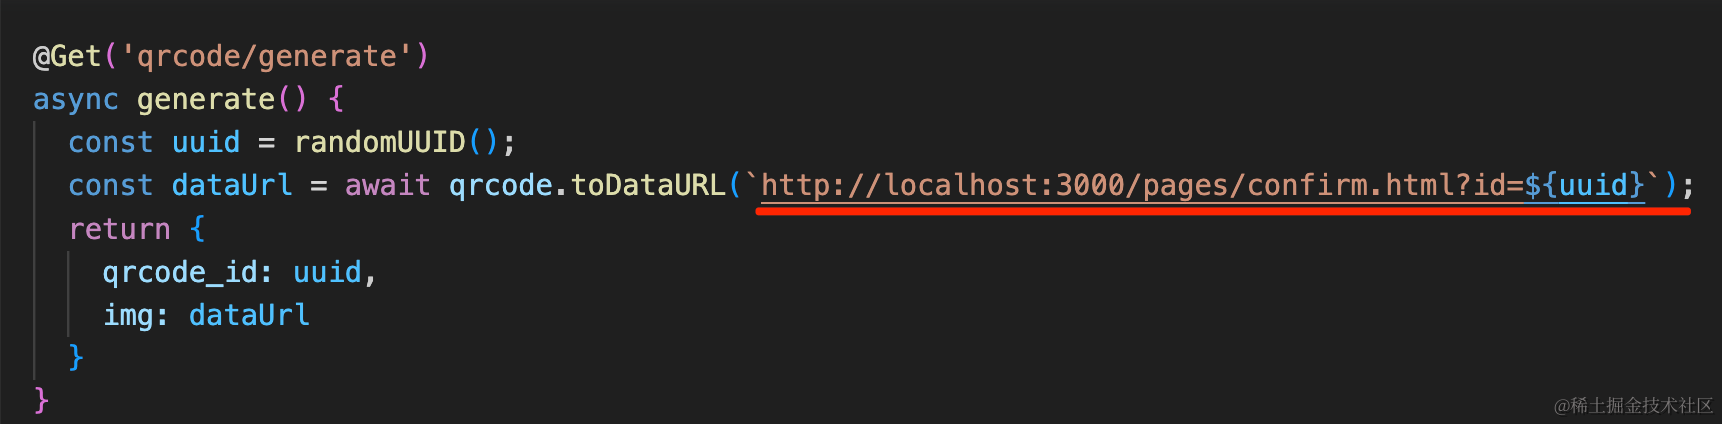 @Get('qrcode/generate')
async generate() {
const uuid = randomUUID();
const dataUrl = await qrcode.toDataURL(`http://localhost:3000/pages/confirm.html?id=${uuid}`);
return {
qrcode_id: uuid,
img: dataUrl
}
}
@稀土掘金技术社区